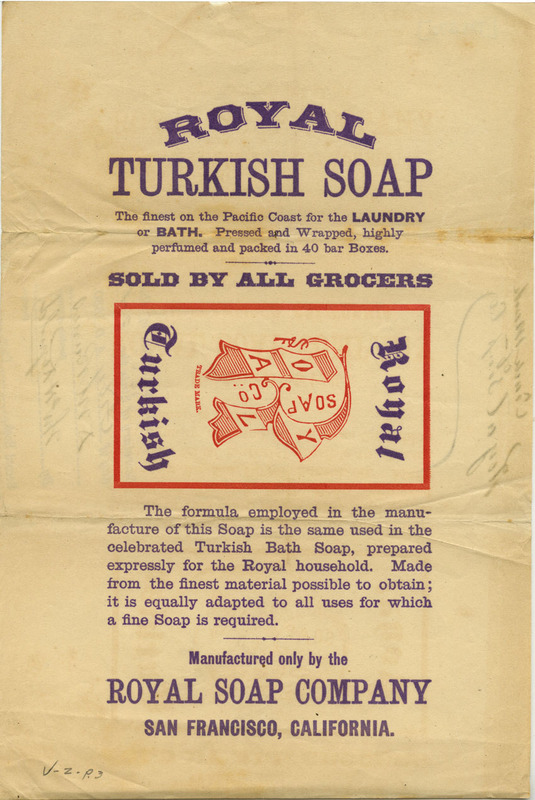 ROYAL
TURKISH SOAP
The finest on the Pacific Coast for the LAUNDRY
or BATH. Pressed and Wrapped, highly
perfumed and packed in 40 bar Boxes.
SOLD BY ALL GROCERS
Royal
ROYAL
SOAP
CO.
TRADE MARK.
Turkish
The formula employed in the manu-
facture of this Soap is the same used in the
celebrated Turkish Bath Soap, prepared
expressly for the Royal household. Made
from the finest material possible to obtain;
it is equally adapted to all uses for which
a fine Soap is required.
Manufactured only by the
ROYAL SOAP COMPANY
SAN FRANCISCO, CALIFORNIA.
V-2-P.3